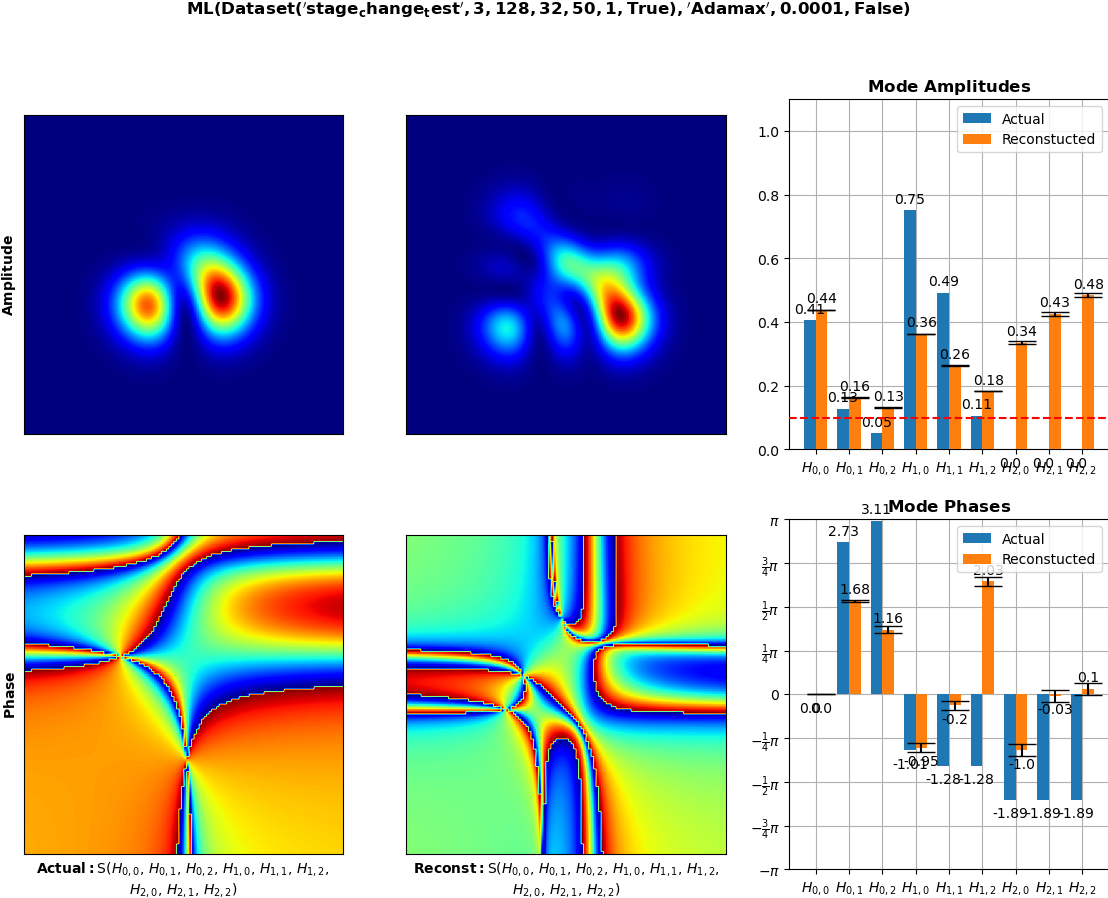 ML(Dataset('stage_change_test', 3, 128, 32, 50, 1, True), 'Adamax', 0.0001, False)
Amplitude
Mode Amplitudes
Actual
Reconstucted
1.0
0.8
0.6
0.4
0.2
0.0
0.41
0.44
0.13
0.16
0.05
0.13
0.75
0.36
0.49
0.26
0.11
0.18
0.0
0.34
0.0
0.43
0.0
0.48
H0,0 H0,1 H0,2 H1,0 H1,1 H1,2 H2,0 H2,1 H2,2
Phase
Mode Phases
Actual
Reconstucted
π
3/4π
1/2π
1/4π
0
−1/4π
−1/2π
−3/4π
−π
0.0
0.0
2.73
1.68
3.11
1.16
-1.01
-0.95
-1.28
-0.2
-1.28
2.03
-1.89
-1.0
-1.89
-0.03
-1.89
0.1
H0,0 H0,1 H0,2 H1,0 H1,1 H1,2 H2,0 H2,1 H2,2
Actual: S(H0,0, H0,1, H0,2, H1,0, H1,1, H1,2,
H2,0, H2,1, H2,2)
Reconst: S(H0,0, H0,1, H0,2, H1,0, H1,1, H1,2,
H2,0, H2,1, H2,2)